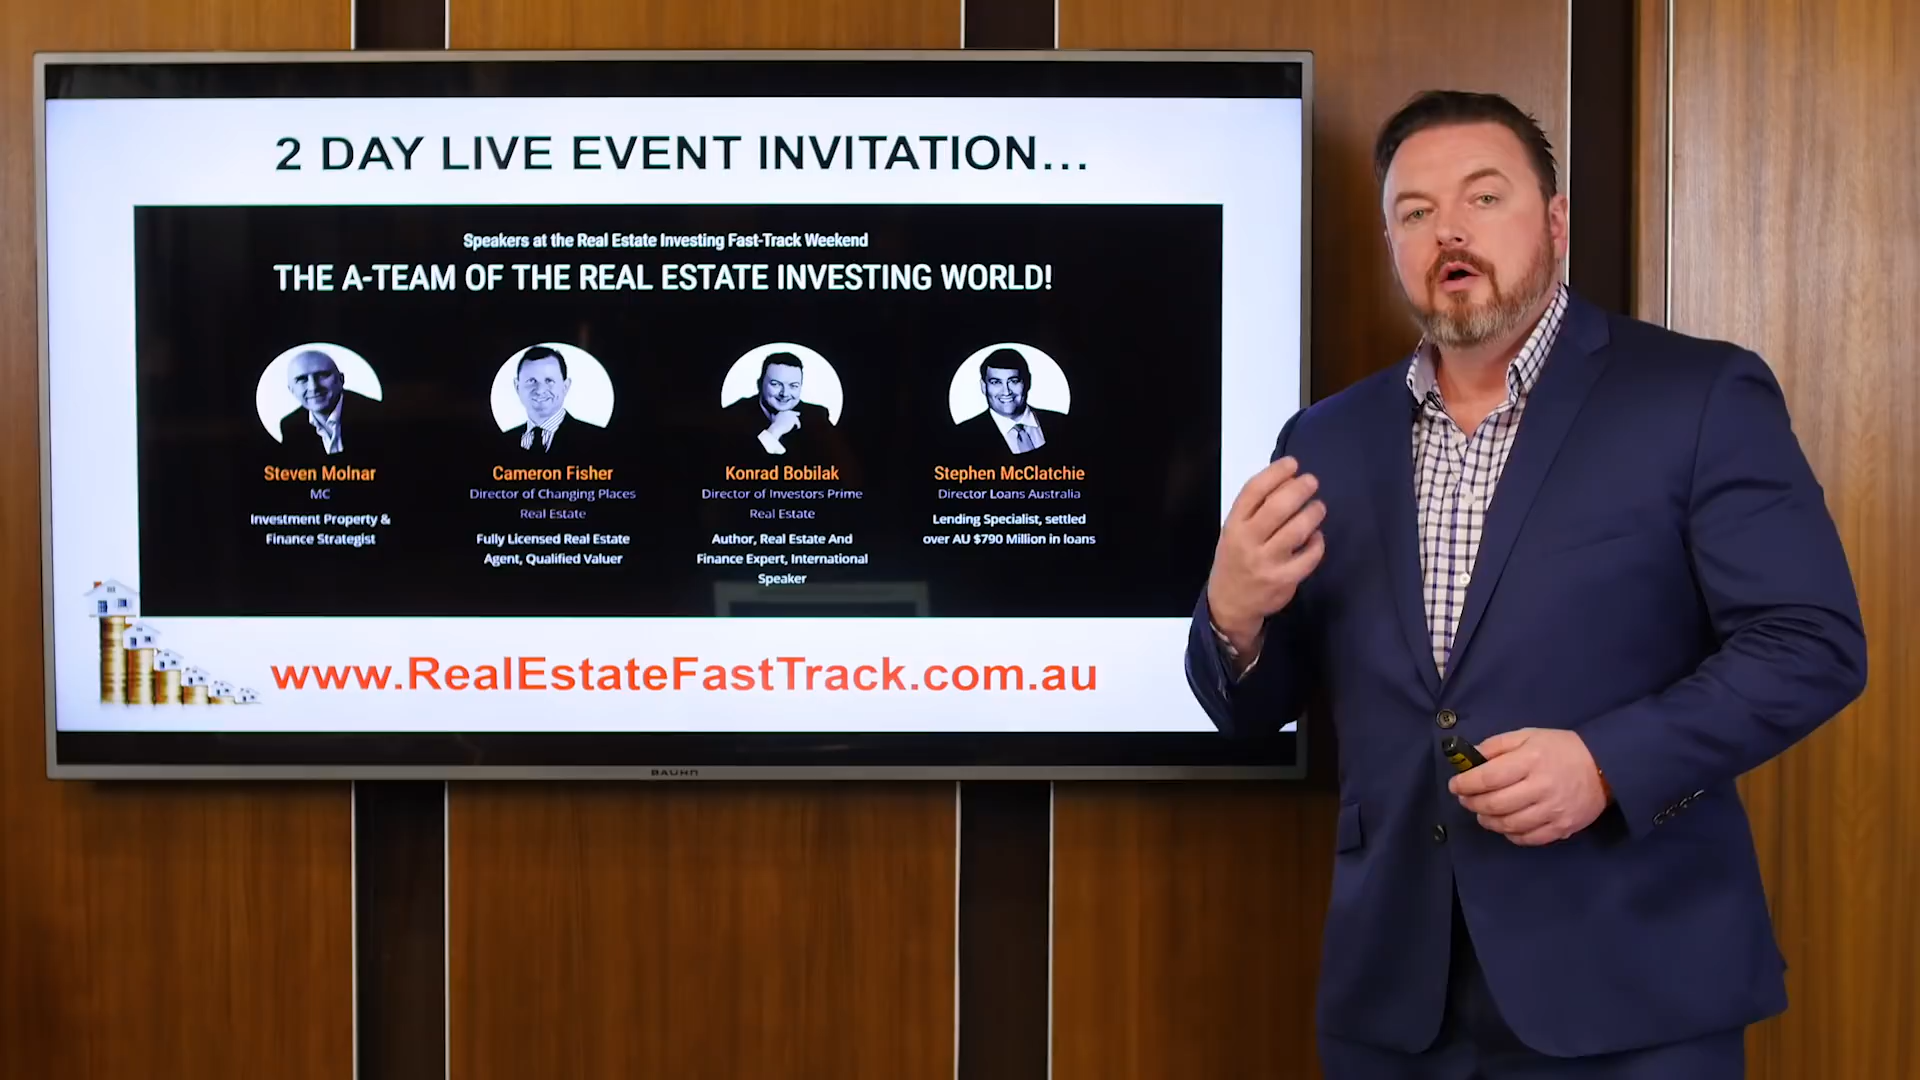 2 DAY LIVE EVENT INVITATION...
Speakers at the Real Estate Investing Fast-Track Weekend
THE A-TEAM OF THE REAL ESTATE INVESTING WORLD!
Steven Molnar
MC
Investment Property &
Finance Strategist
Cameron Fisher
Director of Changing Places
Real Estate
Fully Licensed Real Estate
Agent, Qualified Valuer
Konrad Bobilak
Director of Investors Prime
Real Estate
Author, Real Estate And
Finance Expert, International
Speaker
Stephen McClatchie
Director Loans Australia
Lending Specialist, settled
over AU $790 Million in loans
www.RealEstateFastTrack.com.au
BAUHN